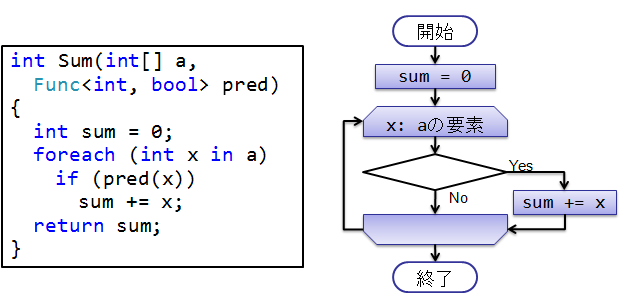 int Sum(int[] a,
Func<int, bool> pred)
{
int sum = 0;
foreach (int x in a)
if (pred(x))
sum += x;
return sum;
}
開始
sum = 0
x: aの要素
Yes
No
sum += x
終了